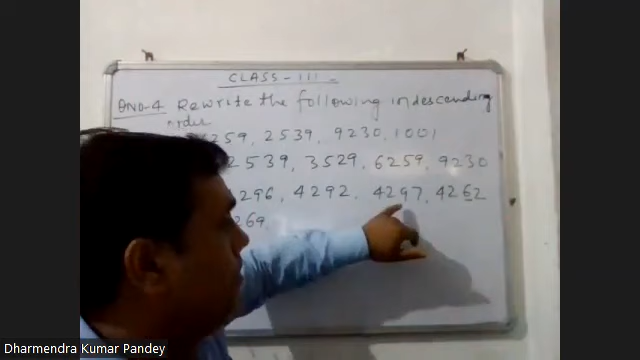 CLASS-III-
QNO-4 Rewrite the following in descending
order
259, 2539, 9230, 1001
2539, 3529, 6259, 9230
296, 4292, 4297, 4262
269,
Dharmendra Kumar Pandey